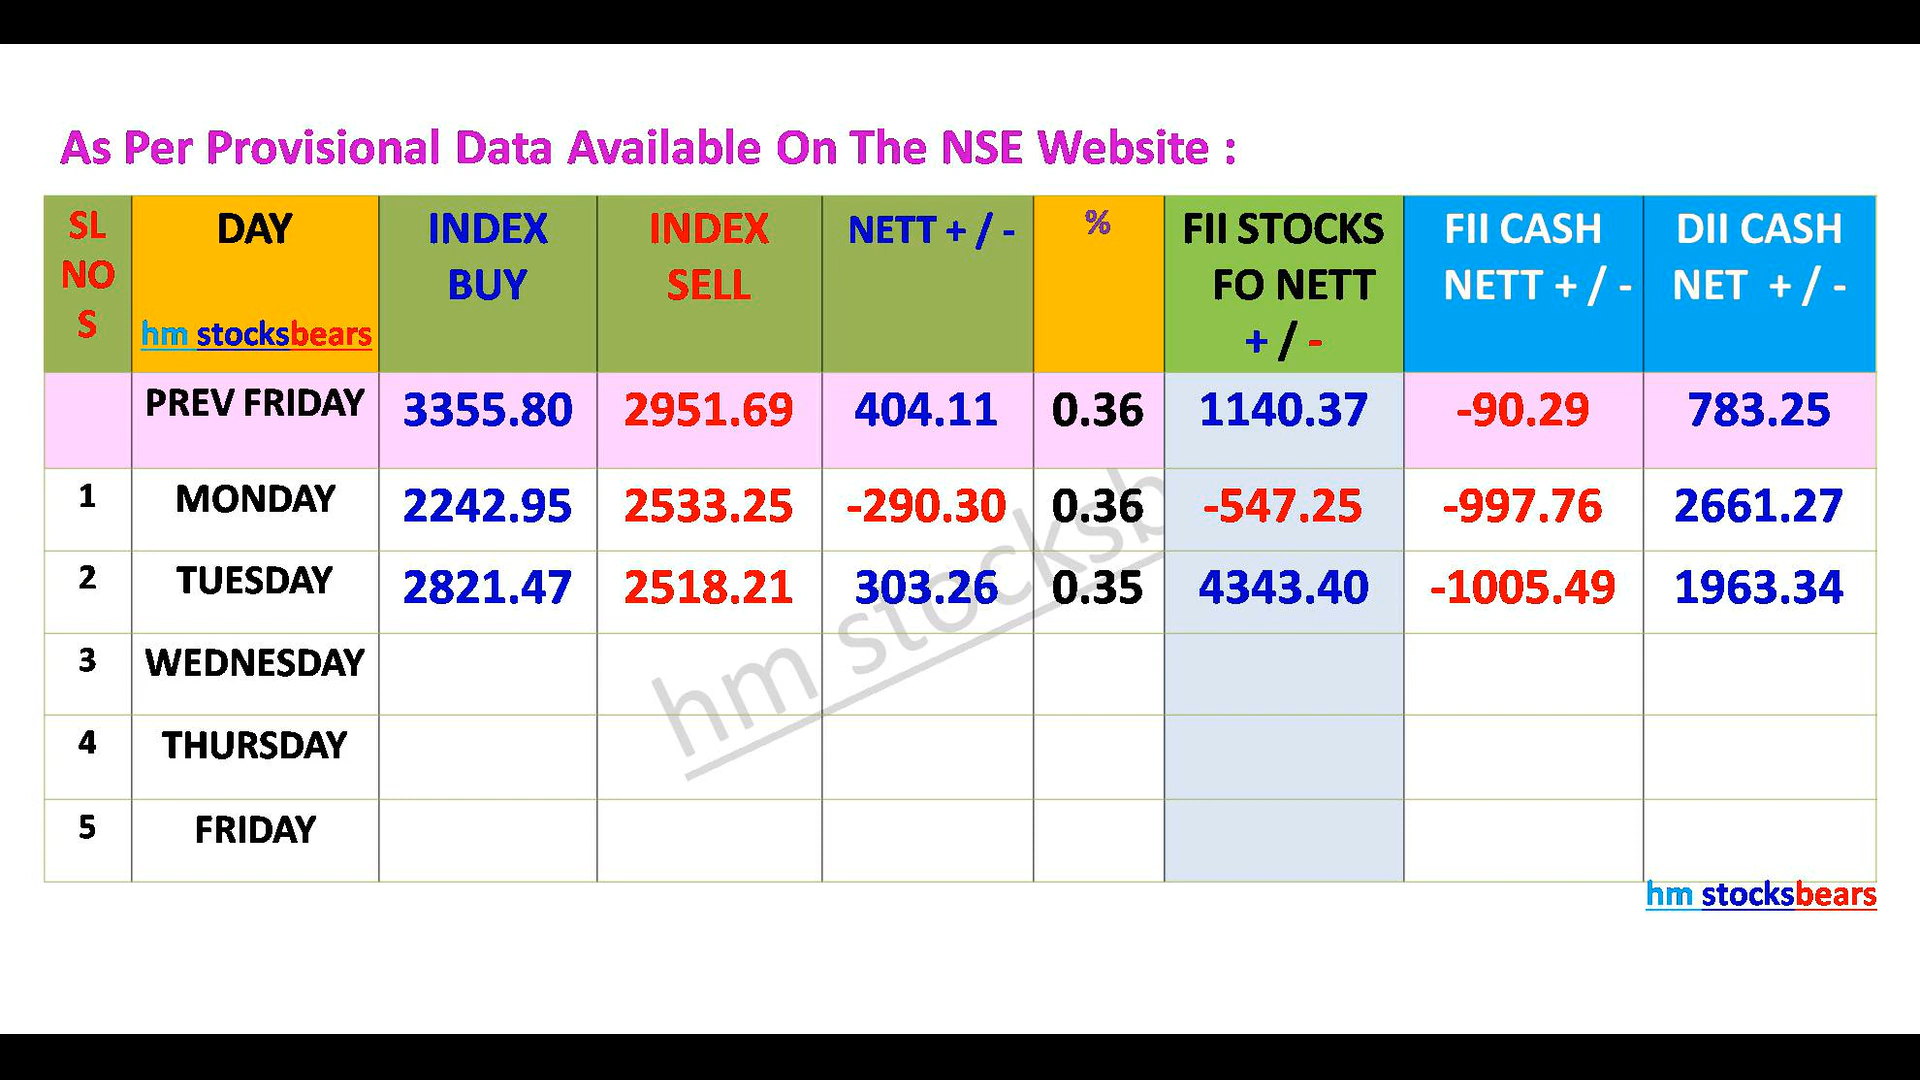 As Per Provisional Data Available On The NSE Website :
SL NO S DAY hm stocksbears INDEX BUY INDEX SELL NETT + / - % FII STOCKS FO NETT + / - FII CASH NETT + / - DII CASH NET + / -
PREV FRIDAY 3355.80 2951.69 404.11 0.36 1140.37 -90.29 783.25
1 MONDAY 2242.95 2533.25 -290.30 0.36 -547.25 -997.76 2661.27
2 TUESDAY 2821.47 2518.21 303.26 0.35 4343.40 -1005.49 1963.34
3 WEDNESDAY
4 THURSDAY
5 FRIDAY
hm stocksb
hm stocksbears